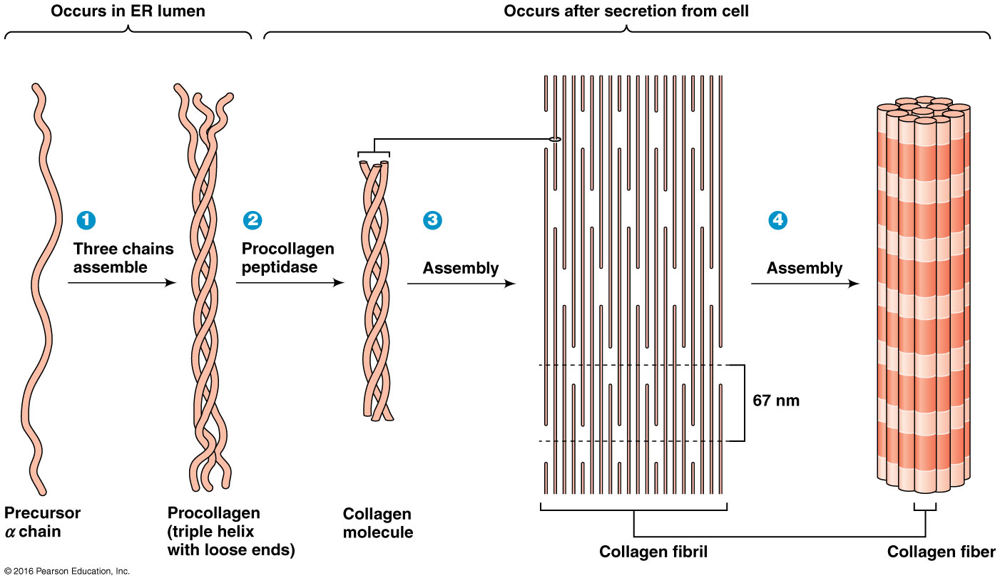 Occurs in ER lumen
Occurs after secretion from cell
1
Three chains
assemble
2
Procollagen
peptidase
3
Assembly
4
Assembly
67 nm
Precursor
α chain
Procollagen
(triple helix
with loose ends)
Collagen
molecule
Collagen fibril
Collagen fiber
© 2016 Pearson Education, Inc.